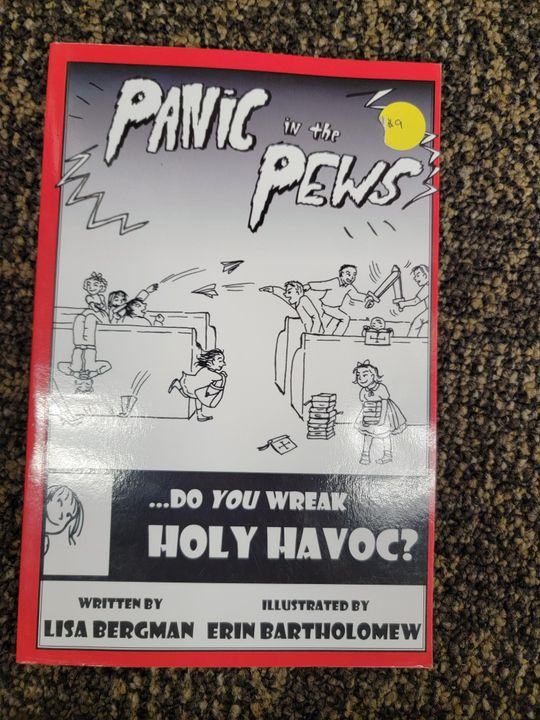 PANIC
in the
PEWS
$9
...DO YOU WREAK
HOLY HAVOC?
WRITTEN BY
LISA BERGMAN
ILLUSTRATED BY
ERIN BARTHOLOMEW